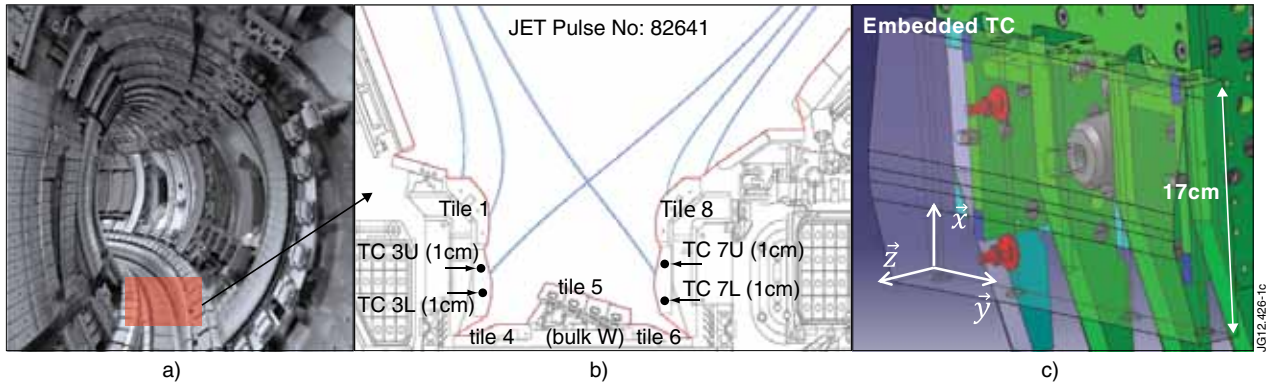 JET Pulse No: 82641
Tile 1
Tile 8
TC 3U (1cm)
TC 7U (1cm)
TC 3L (1cm)
TC 7L (1cm)
tile 5
tile 4
(bulk W)
tile 6
Embedded TC
17cm
x
z
y
JG12.426-1c
a)
b)
c)